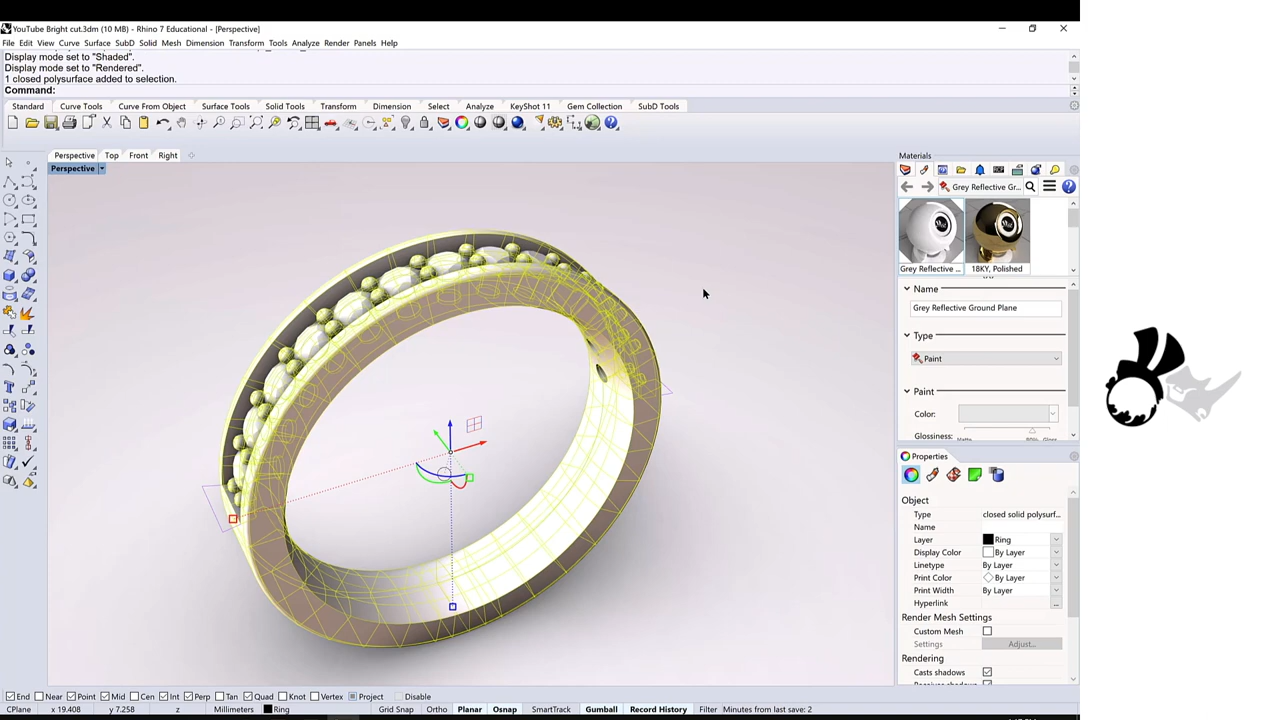 YouTube Bright cut.3dm (10 MB) - Rhino 7 Educational - [Perspective]
File Edit View Curve Surface SubD Solid Mesh Dimension Transform Tools Analyze Render Panels Help
Display mode set to "Shaded".
Display mode set to "Rendered".
1 closed polysurface added to selection.
Command:
Standard Curve Tools Curve From Object Surface Tools Solid Tools Transform Dimension Select Analyze KeyShot 11 Gem Collection SubD Tools
Perspective Top Front Right
Perspective
Materials
Grey Reflective Gr...
Grey Reflective ... 18KY, Polished
Name
Grey Reflective Ground Plane
Type
Paint
Paint
Color:
Glossiness:
Properties
Object
Type closed solid polysurf...
Name
Layer Ring
Display Color By Layer
Linetype By Layer
Print Color By Layer
Print Width By Layer
Hyperlink ...
Render Mesh Settings
Custom Mesh
Settings Adjust...
Rendering
Casts shadows
End Near Point Mid Cen Int Perp Tan Quad Knot Vertex Project Disable
CPlane x 19.408 y 7.258 z Millimeters Ring Grid Snap Ortho Planar Osnap SmartTrack Gumball Record History Filter Minutes from last save: 2